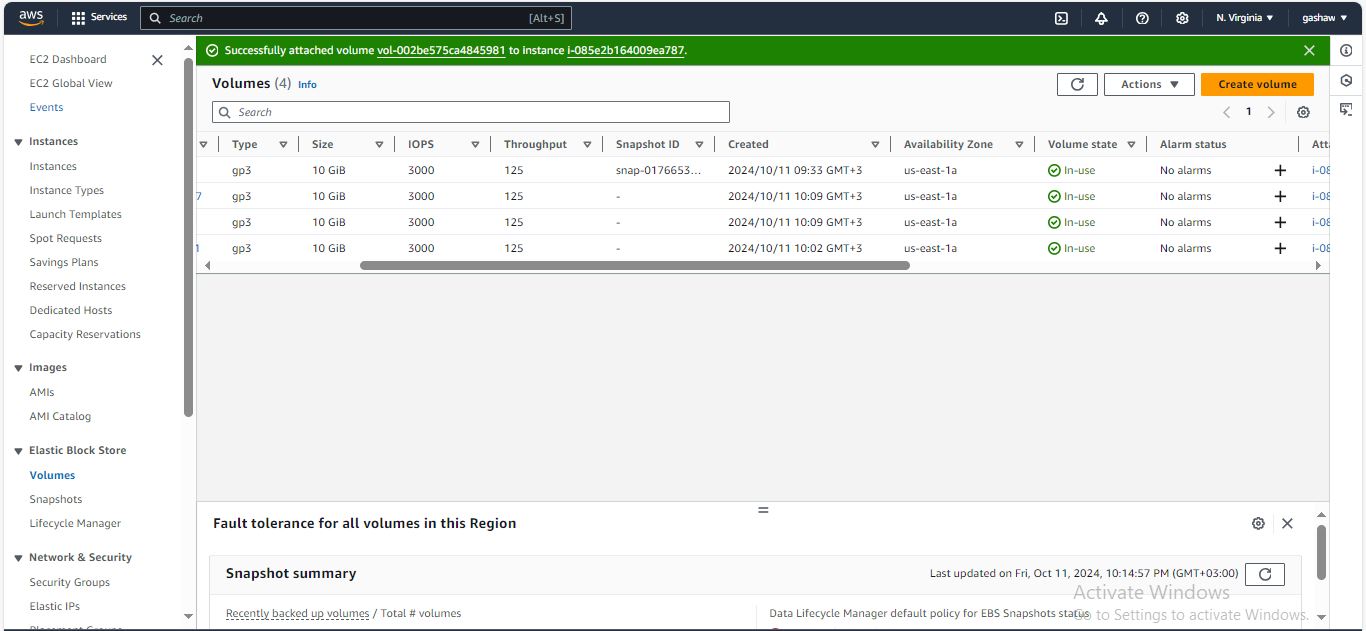 aws Services Search [Alt+S] N. Virginia gashaw
EC2 Dashboard
EC2 Global View
Events
Instances
Instances
Instance Types
Launch Templates
Spot Requests
Savings Plans
Reserved Instances
Dedicated Hosts
Capacity Reservations
Images
AMIs
AMI Catalog
Elastic Block Store
Volumes
Snapshots
Lifecycle Manager
Network & Security
Security Groups
Elastic IPs
Placement Groups
Successfully attached volume vol-002be575ca4845981 to instance i-085e2b164009ea787.
Volumes (4) Info Actions Create volume
Search 1
Type Size IOPS Throughput Snapshot ID Created Availability Zone Volume state Alarm status Atta
gp3 10 GiB 3000 125 snap-0176653... 2024/10/11 09:33 GMT+3 us-east-1a In-use No alarms + i-08
7 gp3 10 GiB 3000 125 - 2024/10/11 10:09 GMT+3 us-east-1a In-use No alarms + i-08
gp3 10 GiB 3000 125 - 2024/10/11 10:09 GMT+3 us-east-1a In-use No alarms + i-08
1 gp3 10 GiB 3000 125 - 2024/10/11 10:02 GMT+3 us-east-1a In-use No alarms + i-08
Fault tolerance for all volumes in this Region
Snapshot summary Last updated on Fri, Oct 11, 2024, 10:14:57 PM (GMT+03:00)
Recently backed up volumes / Total # volumes Data Lifecycle Manager default policy for EBS Snapshots status
Activate Windows
Go to Settings to activate Windows.